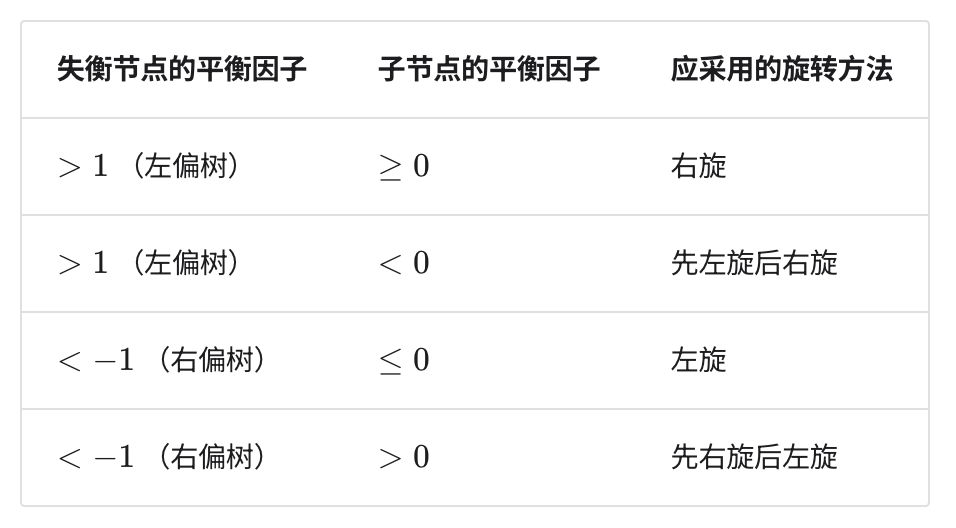 失衡节点的平衡因子 子节点的平衡因子 应采用的旋转方法
> 1 （左偏树） ≥ 0 右旋
> 1 （左偏树） < 0 先左旋后右旋
< −1 （右偏树） ≤ 0 左旋
< −1 （右偏树） > 0 先右旋后左旋